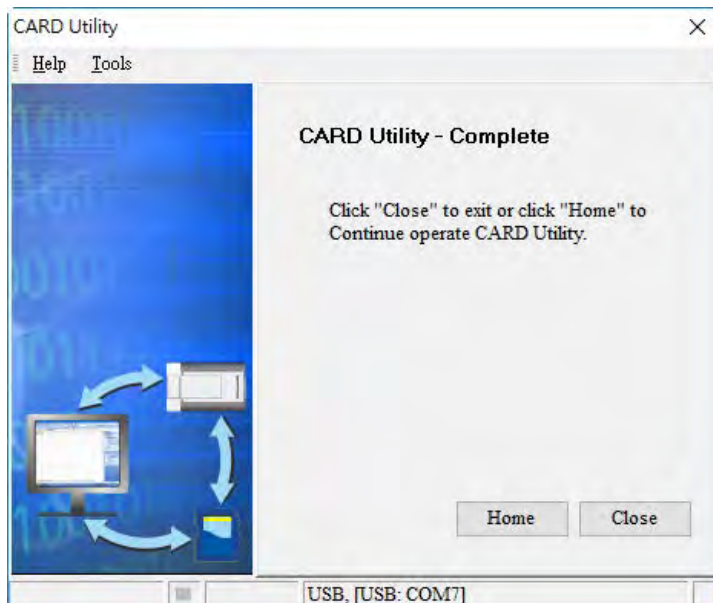 CARD Utility
Help Tools
CARD Utility - Complete
Click "Close" to exit or click "Home" to
Continue operate CARD Utility.
Home Close
USB, [USB: COM7]